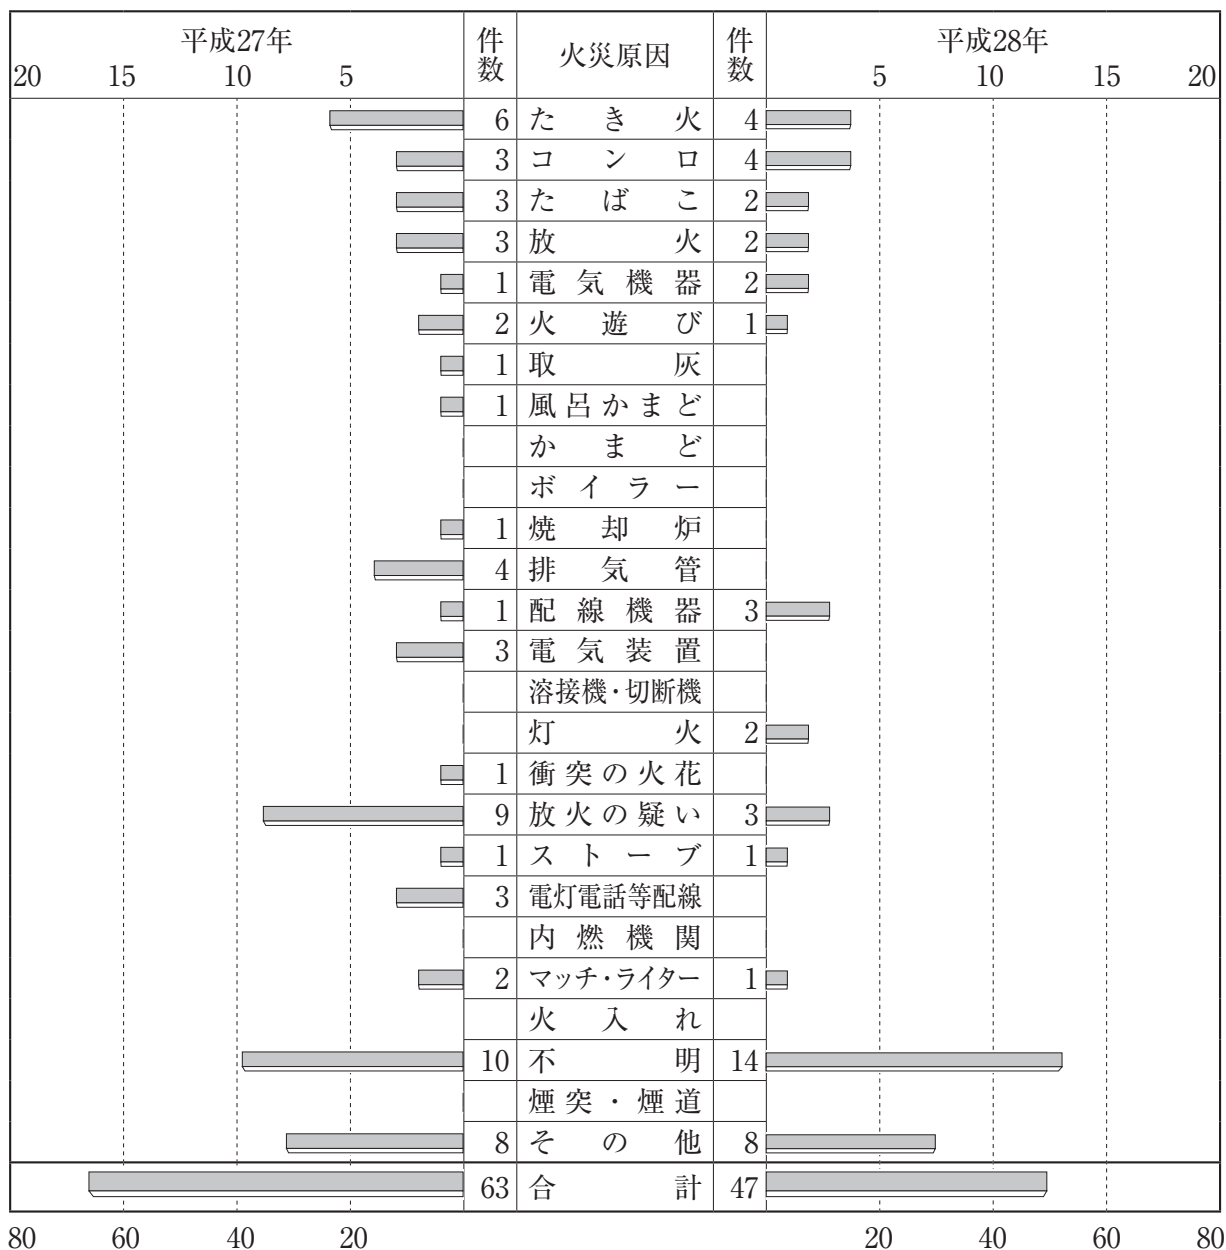 平成27年 件数 火災原因 件数 平成28年
20 15 10 5 5 10 15 20
6 たき火 4
3 コンロ 4
3 たばこ 2
3 放火 2
1 電気機器 2
2 火遊び 1
1 取灰
1 風呂かまど
かまど
ボイラー
1 焼却炉
4 排気管
1 配線機器 3
3 電気装置
溶接機・切断機
灯火 2
1 衝突の火花
9 放火の疑い 3
1 ストーブ 1
3 電灯電話等配線
内燃機関
2 マッチ・ライター 1
火入れ
10 不明 14
煙突・煙道
8 その他 8
63 合計 47
80 60 40 20 20 40 60 80